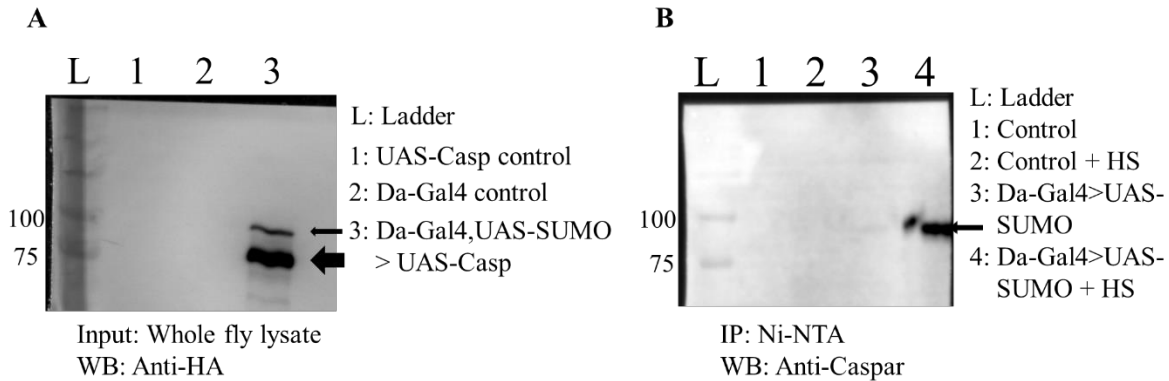 A
L 1 2 3
100
75
L: Ladder
1: UAS-Casp control
2: Da-Gal4 control
3: Da-Gal4,UAS-SUMO
> UAS-Casp
Input: Whole fly lysate
WB: Anti-HA
B
L 1 2 3 4
100
75
L: Ladder
1: Control
2: Control + HS
3: Da-Gal4>UAS-
SUMO
4: Da-Gal4>UAS-
SUMO + HS
IP: Ni-NTA
WB: Anti-Caspar